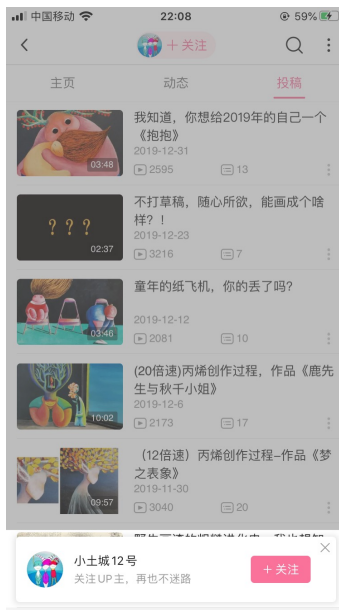 中国移动
22:08
59%
+ 关注
主页
动态
投稿
03:48
我知道，你想给2019年的自己一个
《抱抱》
2019-12-31
2595
13
？？？
02:37
不打草稿，随心所欲，能画成个啥
样？！
2019-12-23
3216
7
03:46
童年的纸飞机，你的丢了吗？
2019-12-12
2081
10
10:02
(20倍速)丙烯创作过程，作品《鹿先
生与秋千小姐》
2019-12-6
2173
17
09:57
（12倍速）丙烯创作过程-作品《梦
之表象》
2019-11-30
3040
20
小土城12号
关注UP主，再也不迷路
+ 关注